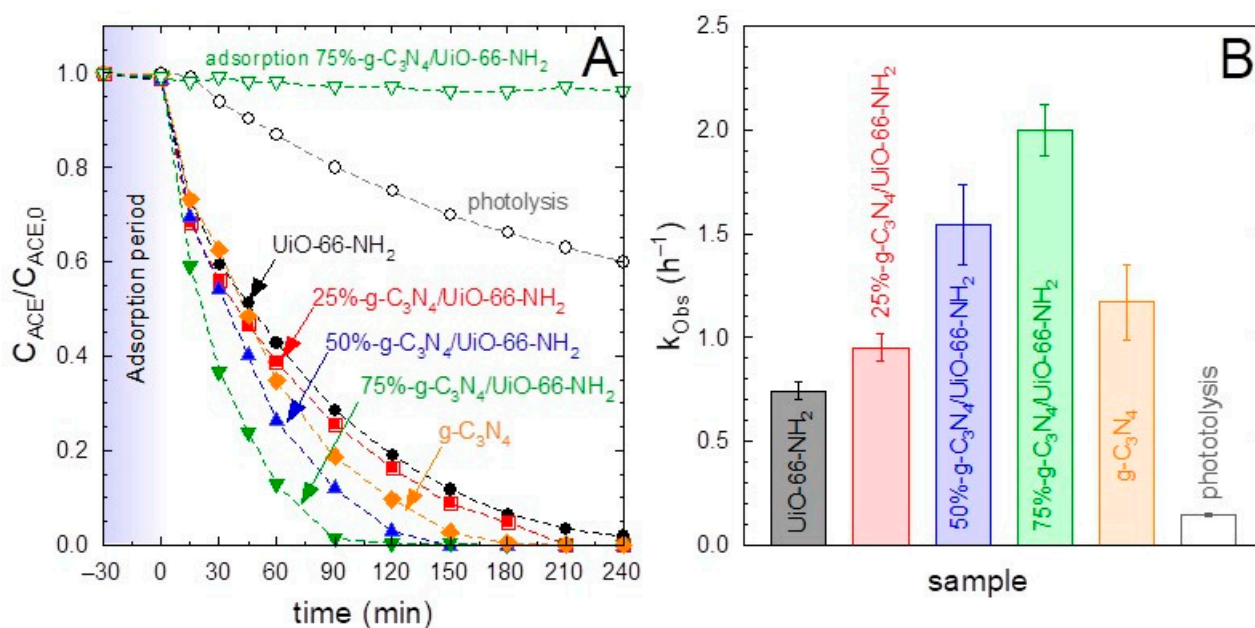 A
adsorption 75%-g-C₃N₄/UiO-66-NH₂
photolysis
UiO-66-NH₂
25%-g-C₃N₄/UiO-66-NH₂
50%-g-C₃N₄/UiO-66-NH₂
75%-g-C₃N₄/UiO-66-NH₂
g-C₃N₄
Adsorption period
C_ACE/C_ACE,0
1.0
0.8
0.6
0.4
0.2
0.0
–30 0 30 60 90 120 150 180 210 240
time (min)
B
k_Obs (h⁻¹)
2.5
2.0
1.5
1.0
0.5
0.0
UiO-66-NH₂
25%-g-C₃N₄/UiO-66-NH₂
50%-g-C₃N₄/UiO-66-NH₂
75%-g-C₃N₄/UiO-66-NH₂
g-C₃N₄
photolysis
sample